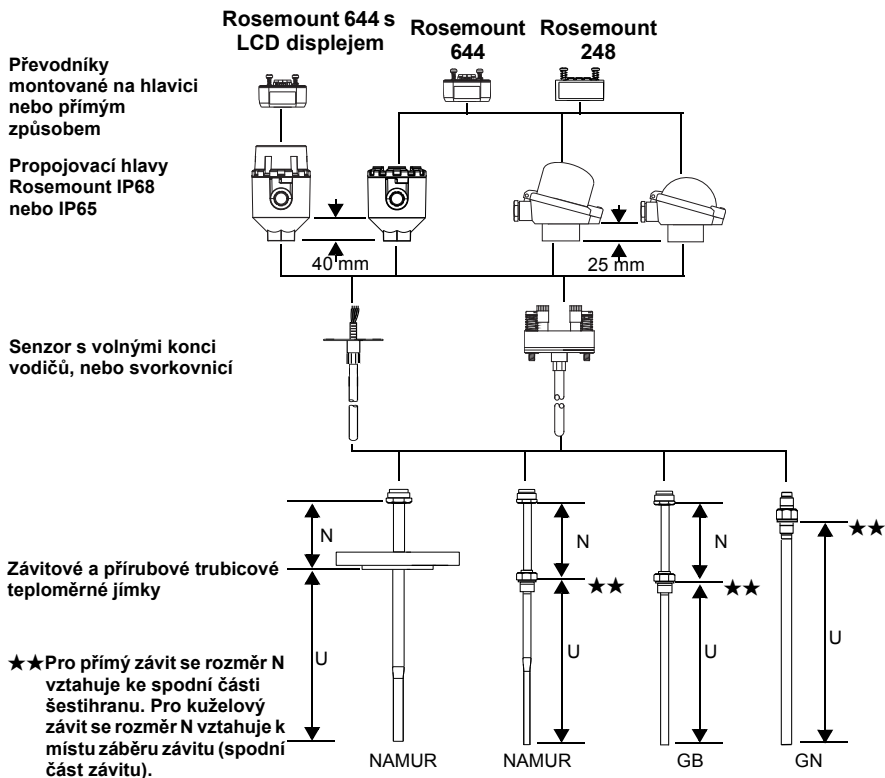 Rosemount 644 s
LCD displejem
Rosemount
644
Rosemount
248
Převodníky
montované na hlavici
nebo přímým
způsobem
Propojovací hlavy
Rosemount IP68
nebo IP65
40 mm
25 mm
Senzor s volnými konci
vodičů, nebo svorkovnicí
N
N
N
★★
★★
★★
Závitové a přírubové trubicové
teploměrné jímky
U
U
U
U
★★Pro přímý závit se rozměr N
vztahuje ke spodní části
šestihranu. Pro kuželový
závit se rozměr N vztahuje k
místu záběru závitu (spodní
část závitu).
NAMUR
NAMUR
GB
GN